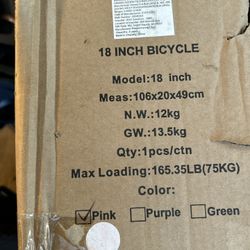 18 INCH BICYCLE
Model:18 inch
Meas:106x20x49cm
N.W.:12kg
GW.:13.5kg
Qty:1pcs/ctn
Max Loading:165.35LB(75KG)
Color:
Pink Purple Green